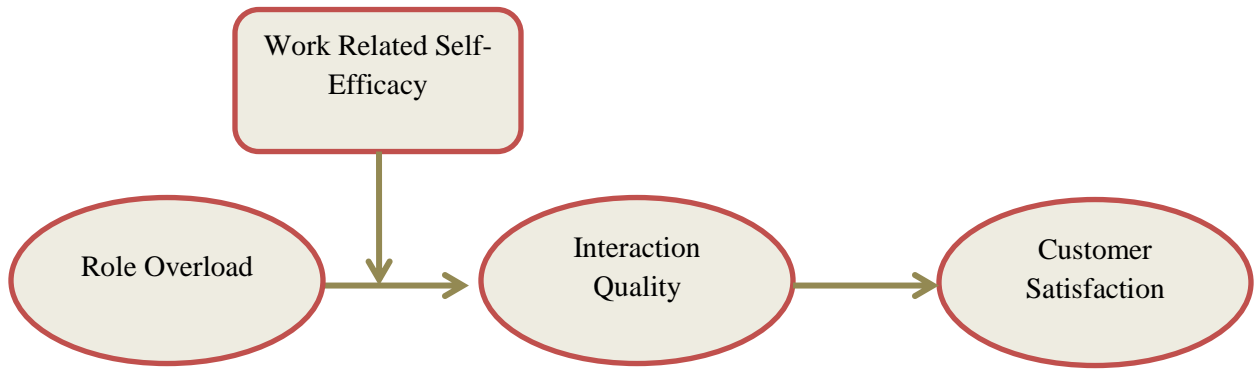 Work Related Self-
Efficacy
Role Overload
Interaction
Quality
Customer
Satisfaction